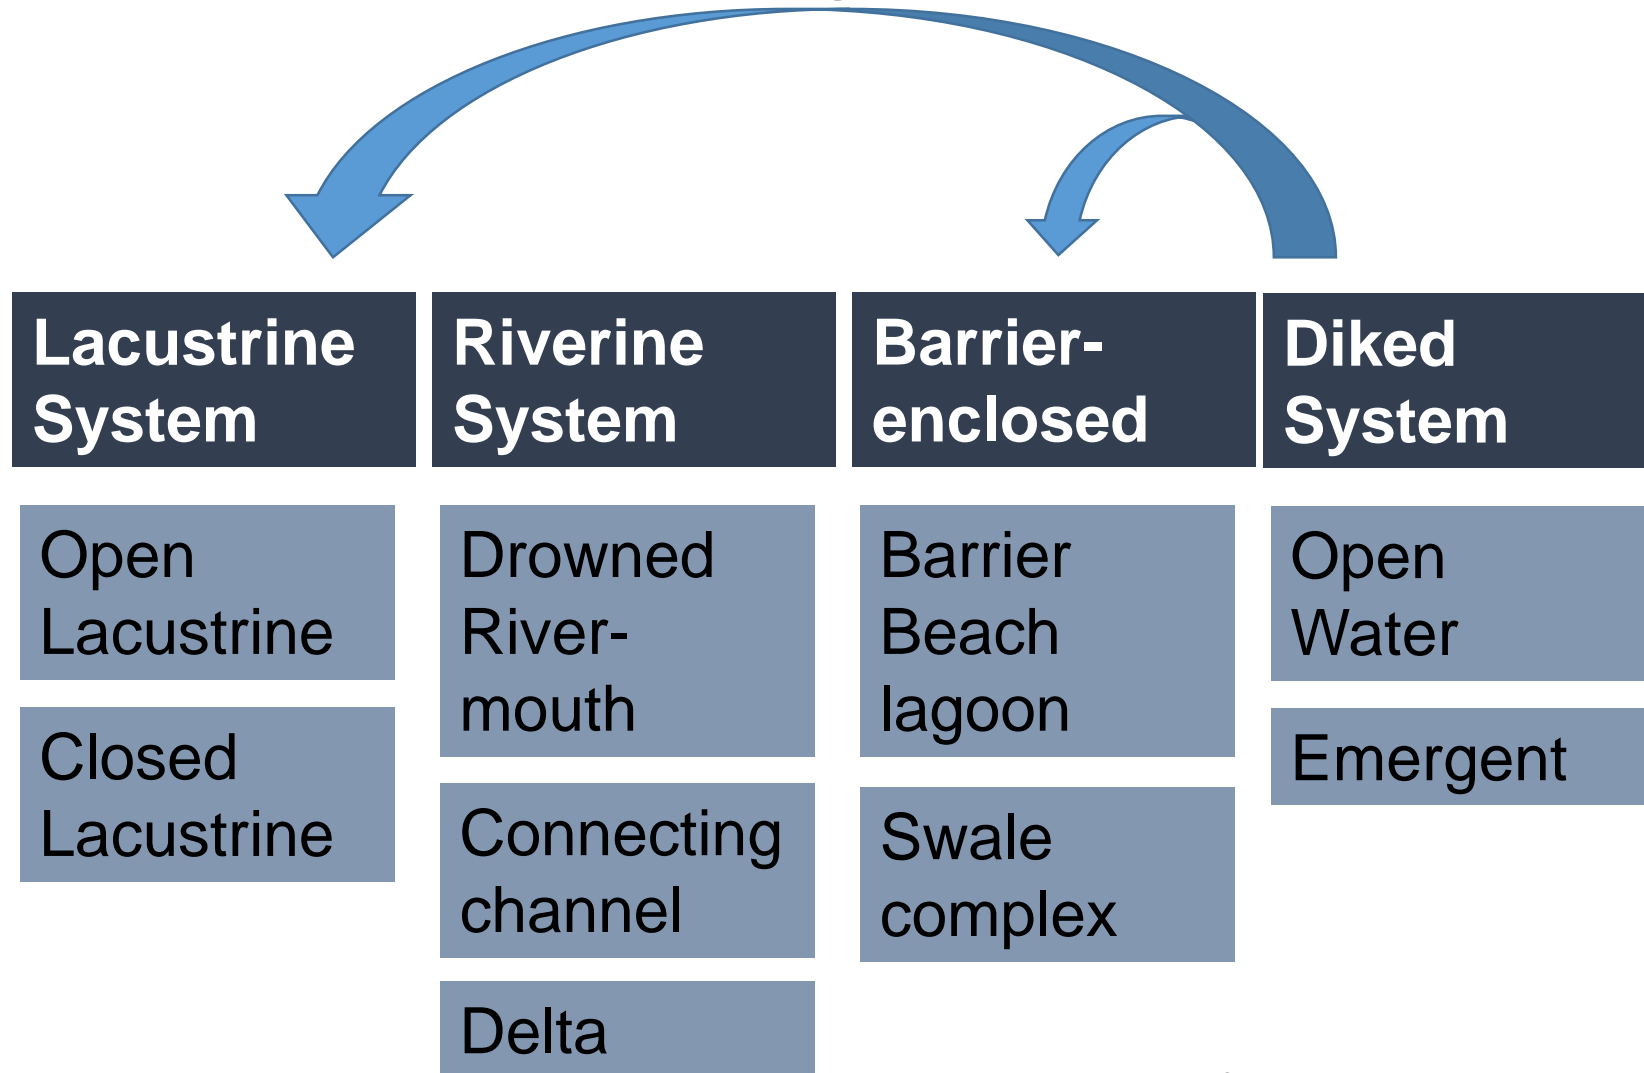 Lacustrine
System
Open
Lacustrine
Closed
Lacustrine
Riverine
System
Drowned
River-
mouth
Connecting
channel
Delta
Barrier-
enclosed
Barrier
Beach
lagoon
Swale
complex
Diked
System
Open
Water
Emergent